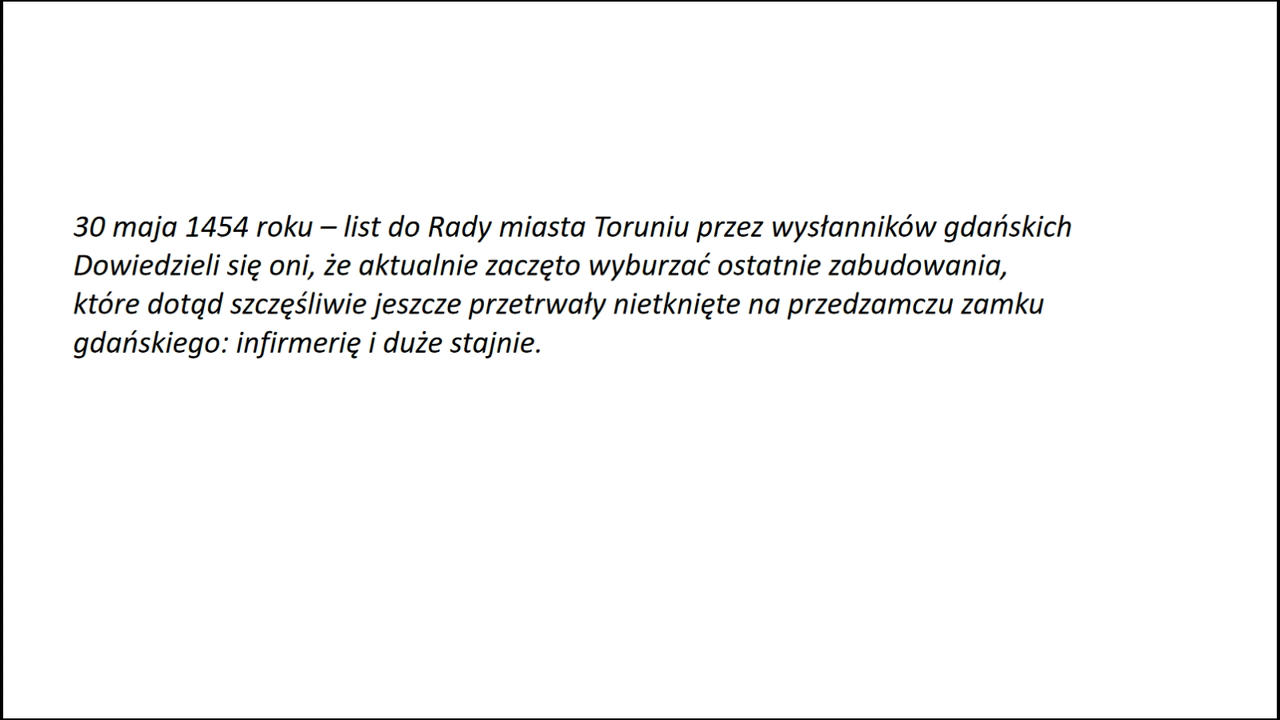 30 maja 1454 roku – list do Rady miasta Toruniu przez wysłanników gdańskich
Dowiedzieli się oni, że aktualnie zaczęto wyburzać ostatnie zabudowania,
które dotąd szczęśliwie jeszcze przetrwały nietknięte na przedzamczu zamku
gdańskiego: infirmerię i duże stajnie.